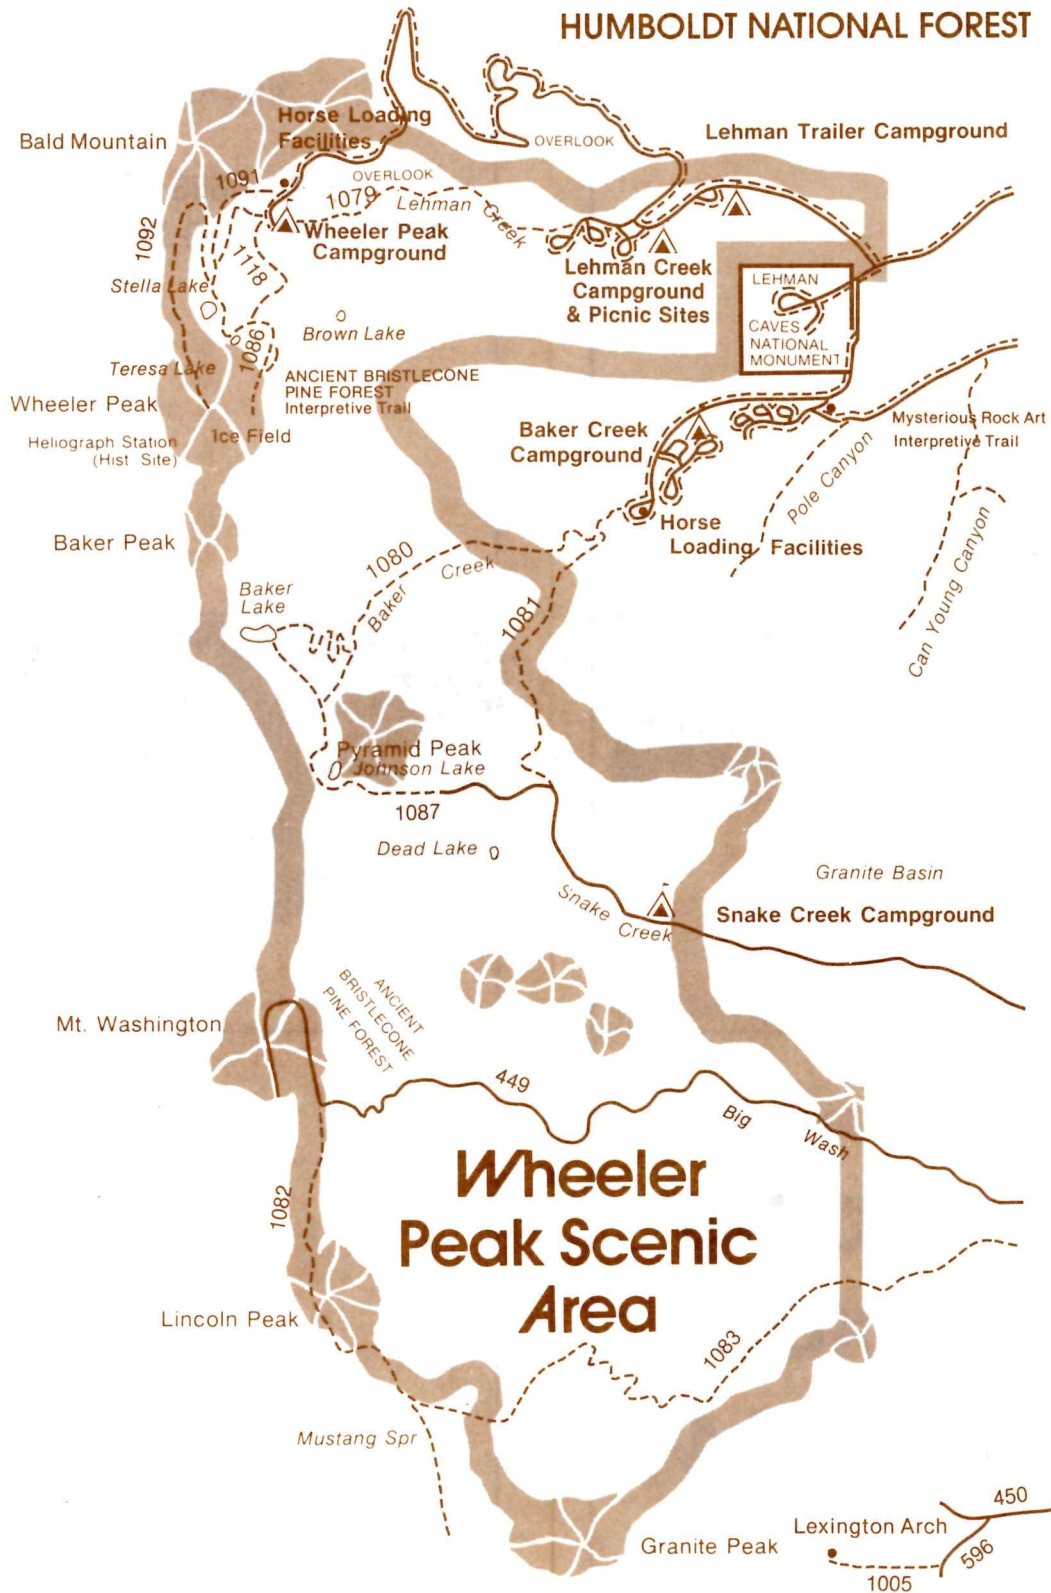 HUMBOLDT NATIONAL FOREST
Horse Loading
Facilities
Bald Mountain
OVERLOOK
Lehman Trailer Campground
1091
OVERLOOK
1079
Lehman
Creek
1092
Wheeler Peak
Campground
1118
Lehman Creek
Campground
& Picnic Sites
LEHMAN
CAVES
NATIONAL
MONUMENT
Stella Lake
Brown Lake
1086
Teresa Lake
ANCIENT BRISTLECONE
PINE FOREST
Interpretive Trail
Wheeler Peak
Heliograph Station
(Hist Site)
Ice Field
Baker Creek
Campground
Mysterious Rock Art
Interpretive Trail
Pole Canyon
Horse
Loading Facilities
Baker Peak
1080
Baker
Creek
Can Young Canyon
Baker
Lake
1081
Pyramid Peak
Johnson Lake
1087
Dead Lake
Granite Basin
Snake
Creek
Snake Creek Campground
ANCIENT
BRISTLECONE
PINE FOREST
Mt. Washington
449
Big
Wash
Wheeler
Peak Scenic
Area
1082
Lincoln Peak
1083
Mustang Spr
450
Lexington Arch
Granite Peak
596
1005